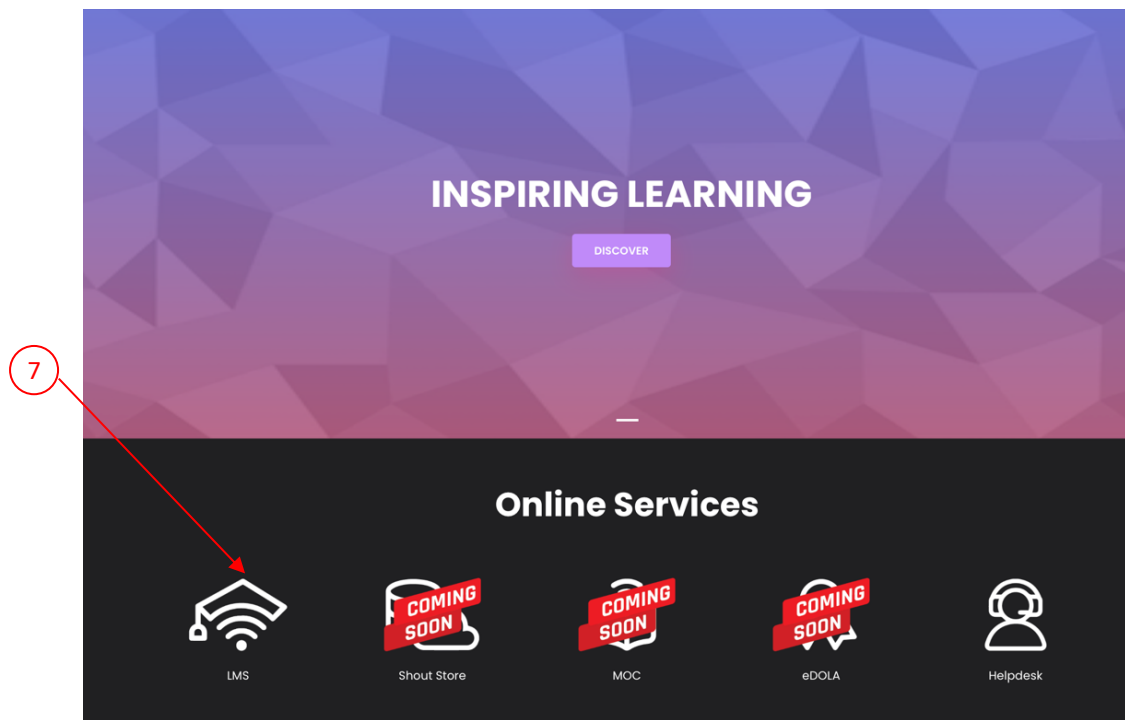 INSPIRING LEARNING
DISCOVER
7
Online Services
COMING
SOON
COMING
SOON
COMING
SOON
LMS
Shout Store
MOC
eDOLA
Helpdesk